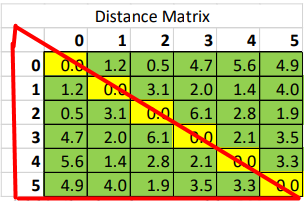 Distance Matrix
0 1 2 3 4 5
0 0.0 1.2 0.5 4.7 5.6 4.9
1 1.2 0.0 3.1 2.0 1.4 4.0
2 0.5 3.1 0.0 6.1 2.8 1.9
3 4.7 2.0 6.1 0.0 2.1 3.5
4 5.6 1.4 2.8 2.1 0.0 3.3
5 4.9 4.0 1.9 3.5 3.3 0.0